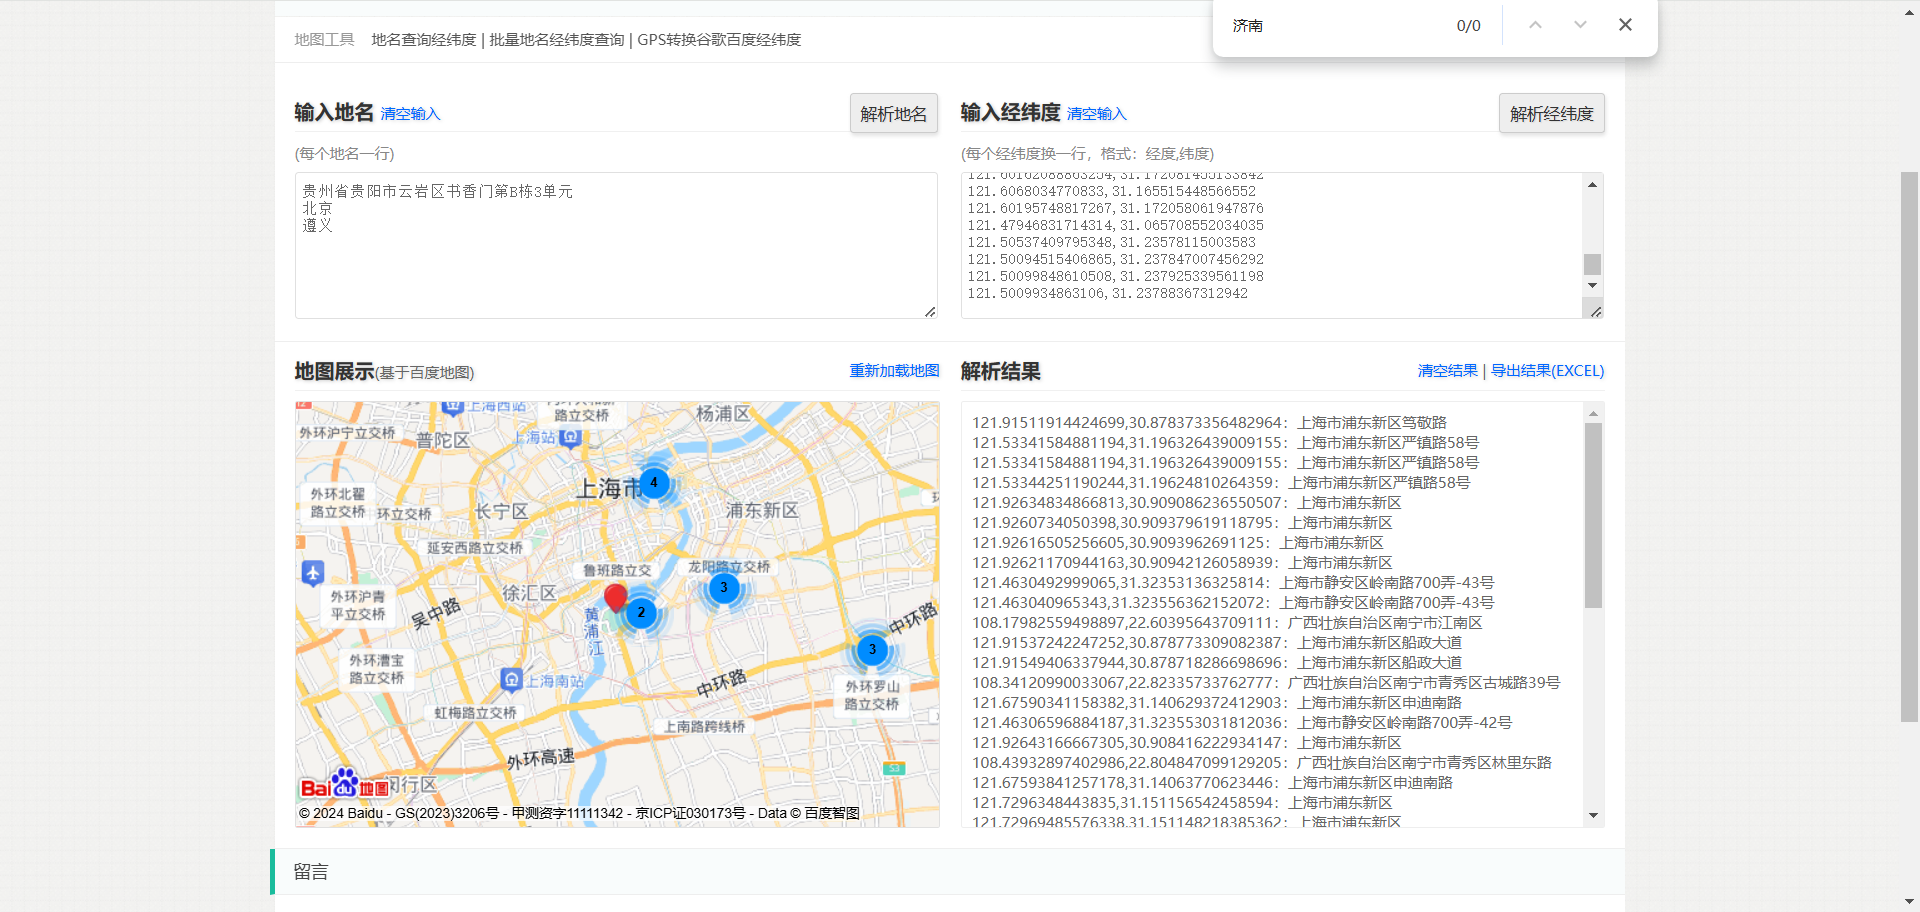 济南
0/0
地图工具 地名查询经纬度 | 批量地名经纬度查询 | GPS转换谷歌百度经纬度
输入地名 清空输入
解析地名
(每个地名一行)
贵州省贵阳市云岩区书香门第B栋3单元
北京
遵义
输入经纬度 清空输入
解析经纬度
(每个经纬度换一行，格式：经度,纬度)
121.60162088863254,31.172081455133842
121.6068034770833,31.165515448566552
121.60195748817267,31.172058061947876
121.47946831714314,31.065708552034035
121.50537409795348,31.23578115003583
121.50094515406865,31.237847007456292
121.50099848610508,31.237925339561198
121.5009934863106,31.23788367312942
地图展示(基于百度地图)
重新加载地图
上海西站
路立交桥
杨浦区
外环沪宁立交桥
普陀区
上海站
上海市
4
外环北翟
路立交桥
环立交桥
长宁区
浦东新区
延安西路立交桥
鲁班路立交
龙阳路立交桥
3
徐汇区
外环沪青
平立交桥
吴中路
黄浦江
2
中环路
3
外环漕宝
路立交桥
上海南站
中环路
外环罗山
路立交桥
虹梅路立交桥
上南路跨线桥
外环高速
S3
闵行区
Bai du 地图
© 2024 Baidu - GS(2023)3206号 - 甲测资字11111342 - 京ICP证030173号 - Data © 百度智图
解析结果
清空结果 | 导出结果(EXCEL)
121.91511914424699,30.878373356482964：上海市浦东新区笃敬路
121.53341584881194,31.196326439009155：上海市浦东新区严镇路58号
121.53341584881194,31.196326439009155：上海市浦东新区严镇路58号
121.53344251190244,31.19624810264359：上海市浦东新区严镇路58号
121.92634834866813,30.909086236550507：上海市浦东新区
121.9260734050398,30.909379619118795：上海市浦东新区
121.92616505256605,30.9093962691125：上海市浦东新区
121.92621170944163,30.90942126058939：上海市浦东新区
121.4630492999065,31.32353136325814：上海市静安区岭南路700弄-43号
121.463040965343,31.323556362152072：上海市静安区岭南路700弄-43号
108.17982559498897,22.60395643709111：广西壮族自治区南宁市江南区
121.91537242247252,30.878773309082387：上海市浦东新区船政大道
121.91549406337944,30.878718286698696：上海市浦东新区船政大道
108.34120990033067,22.82335733762777：广西壮族自治区南宁市青秀区古城路39号
121.67590341158382,31.140629372412903：上海市浦东新区申迪南路
121.46306596884187,31.323553031812036：上海市静安区岭南路700弄-42号
121.92643166667305,30.908416222934147：上海市浦东新区
108.43932897402986,22.804847099129205：广西壮族自治区南宁市青秀区林里东路
121.67593841257178,31.14063770623446：上海市浦东新区申迪南路
121.7296348443835,31.151156542458594：上海市浦东新区
121.72969485576338,31.151148218385362：上海市浦东新区
留言